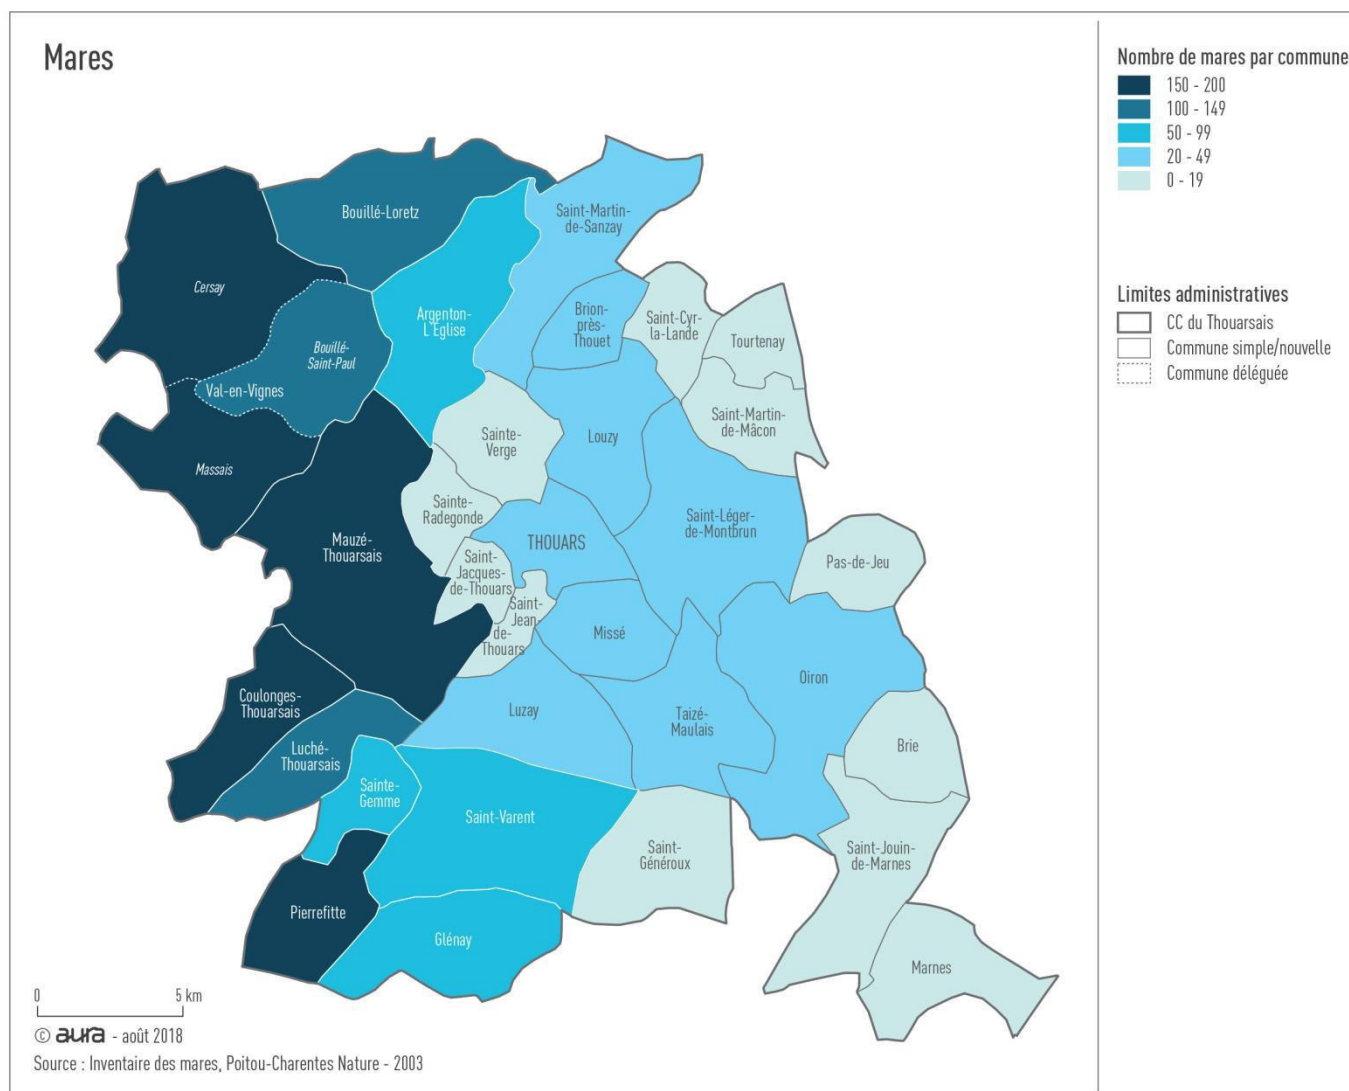 Mares
Nombre de mares par commune
150 - 200
100 - 149
50 - 99
20 - 49
0 - 19
Limites administratives
CC du Thouarsais
Commune simple/nouvelle
Commune déléguée
Bouillé-Loretz
Saint-Martin-
de-Sanzay
Cersay
Argenton-
L'Église
Brion-
près-
Thouet
Saint-Cyr-
la-Lande
Tourtenay
Bouillé-
Saint-Paul
Val-en-Vignes
Saint-Martin-
de-Mâcon
Sainte-
Verge
Louzy
Massais
Sainte-
Radegonde
Saint-Léger-
de-Montbrun
Mauzé-
Thouarsais
THOUARS
Saint-
Jacques-
de-Thouars
Pas-de-Jeu
Saint-
Jean-
de-
Thouars
Missé
Oiron
Coulonges-
Thouarsais
Luzay
Taizé-
Maulais
Brie
Luché-
Thouarsais
Sainte-
Gemme
Saint-Varent
Saint-
Généroux
Saint-Jouin-
de-Marnes
Pierrefitte
Glénay
Marnes
0 5 km
© aura - août 2018
Source : Inventaire des mares, Poitou-Charentes Nature - 2003